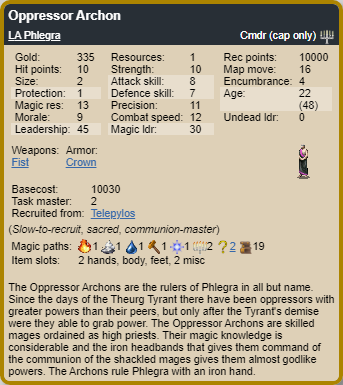 Oppressor Archon
LA Phlegra Cmdr (cap only)
Gold: 335 Resources: 1 Rec points: 10000
Hit points: 10 Strength: 10 Map move: 16
Size: 2 Attack skill: 8 Encumbrance: 4
Protection: 1 Defence skill: 7 Age: 22
Magic res: 13 Precision: 11 (48)
Morale: 9 Combat speed: 12 Undead ldr: 0
Leadership: 45 Magic ldr: 30
Weapons: Armor:
Fist Crown
Basecost: 10030
Task master: 2
Recruited from: Telepylos
(Slow-to-recruit, sacred, communion-master)
Magic paths: 1 1 1 1 1 2 ? 2 19
Item slots: 2 hands, body, feet, 2 misc
The Oppressor Archons are the rulers of Phlegra in all but name.
Since the days of the Theurg Tyrant there have been oppressors with
greater powers than their peers, but only after the Tyrant's demise
were they able to grab power. The Oppressor Archons are skilled
mages ordained as high priests. Their magic knowledge is
considerable and the iron headbands that gives them command of
the communion of the shackled mages gives them almost godlike
powers. The Archons rule Phlegra with an iron hand.